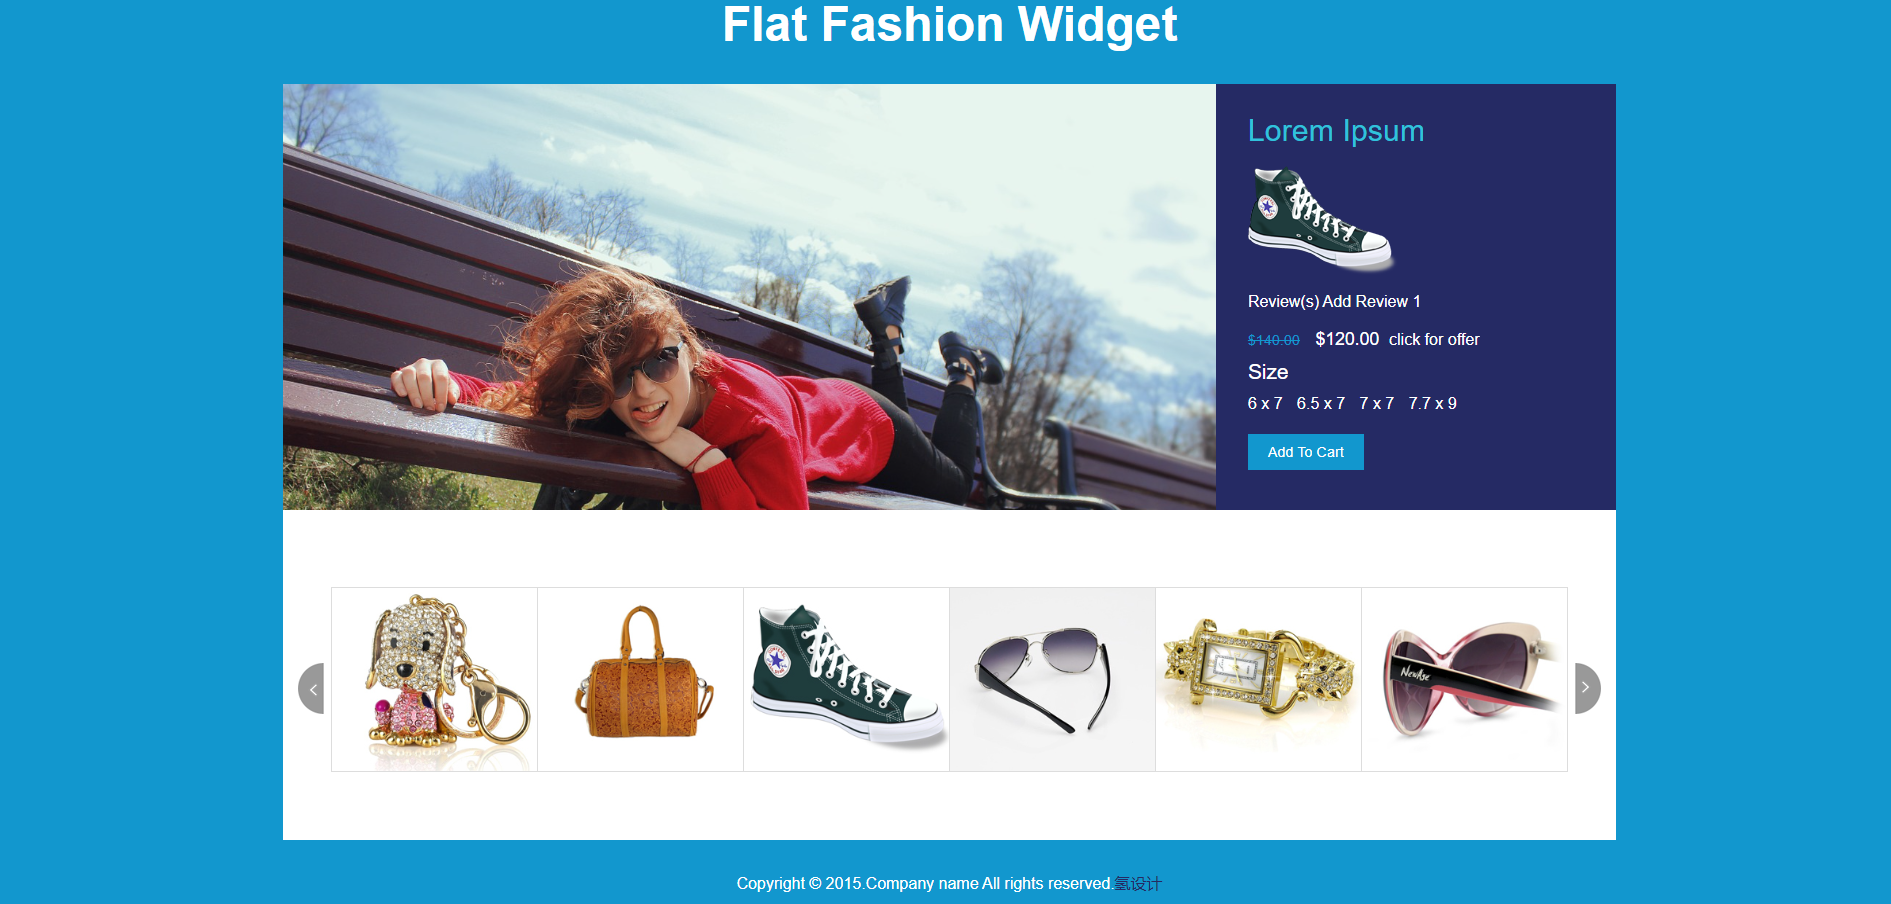 Flat Fashion Widget
Lorem Ipsum
Review(s) Add Review 1
$140.00 $120.00 click for offer
Size
6 x 7 6.5 x 7 7 x 7 7.7 x 9
Add To Cart
NewAge
Copyright © 2015.Company name All rights reserved.氢设计